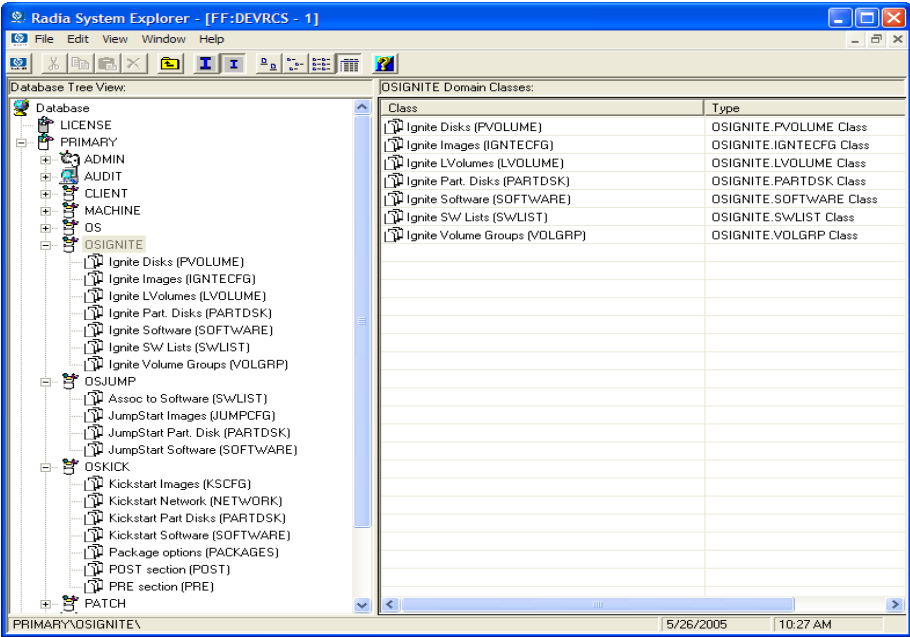 Radia System Explorer - [FF:DEVRCS - 1]
File Edit View Window Help
Database Tree View:
OSIGNITE Domain Classes:
Database
LICENSE
PRIMARY
ADMIN
AUDIT
CLIENT
MACHINE
OS
OSIGNITE
Ignite Disks (PVOLUME)
Ignite Images (IGNTECFG)
Ignite LVolumes (LVOLUME)
Ignite Part. Disks (PARTDSK)
Ignite Software (SOFTWARE)
Ignite SW Lists (SWLIST)
Ignite Volume Groups (VOLGRP)
OSJUMP
Assoc to Software (SWLIST)
JumpStart Images (JUMPCFG)
JumpStart Part. Disk (PARTDSK)
JumpStart Software (SOFTWARE)
OSKICK
Kickstart Images (KSCFG)
Kickstart Network (NETWORK)
Kickstart Part Disks (PARTDSK)
Kickstart Software (SOFTWARE)
Package options (PACKAGES)
POST section (POST)
PRE section (PRE)
PATCH
Class Type
Ignite Disks (PVOLUME) OSIGNITE.PVOLUME Class
Ignite Images (IGNTECFG) OSIGNITE.IGNTECFG Class
Ignite LVolumes (LVOLUME) OSIGNITE.LVOLUME Class
Ignite Part. Disks (PARTDSK) OSIGNITE.PARTDSK Class
Ignite Software (SOFTWARE) OSIGNITE.SOFTWARE Class
Ignite SW Lists (SWLIST) OSIGNITE.SWLIST Class
Ignite Volume Groups (VOLGRP) OSIGNITE.VOLGRP Class
PRIMARY\OSIGNITE\ 5/26/2005 10:27 AM